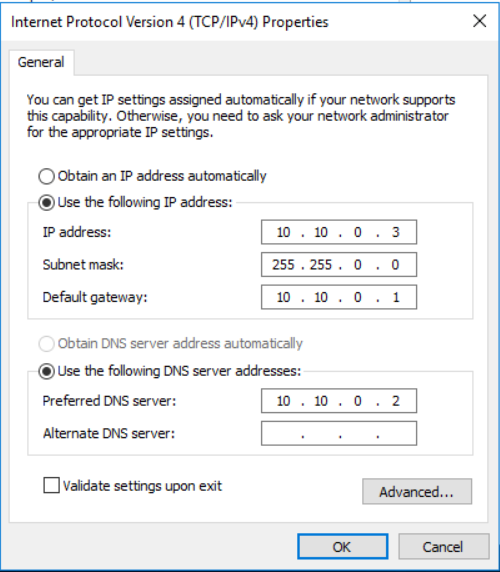 Internet Protocol Version 4 (TCP/IPv4) Properties
General
You can get IP settings assigned automatically if your network supports
this capability. Otherwise, you need to ask your network administrator
for the appropriate IP settings.
Obtain an IP address automatically
Use the following IP address:
IP address: 10 . 10 . 0 . 3
Subnet mask: 255 . 255 . 0 . 0
Default gateway: 10 . 10 . 0 . 1
Obtain DNS server address automatically
Use the following DNS server addresses:
Preferred DNS server: 10 . 10 . 0 . 2
Alternate DNS server: . . .
Validate settings upon exit
Advanced...
OK Cancel